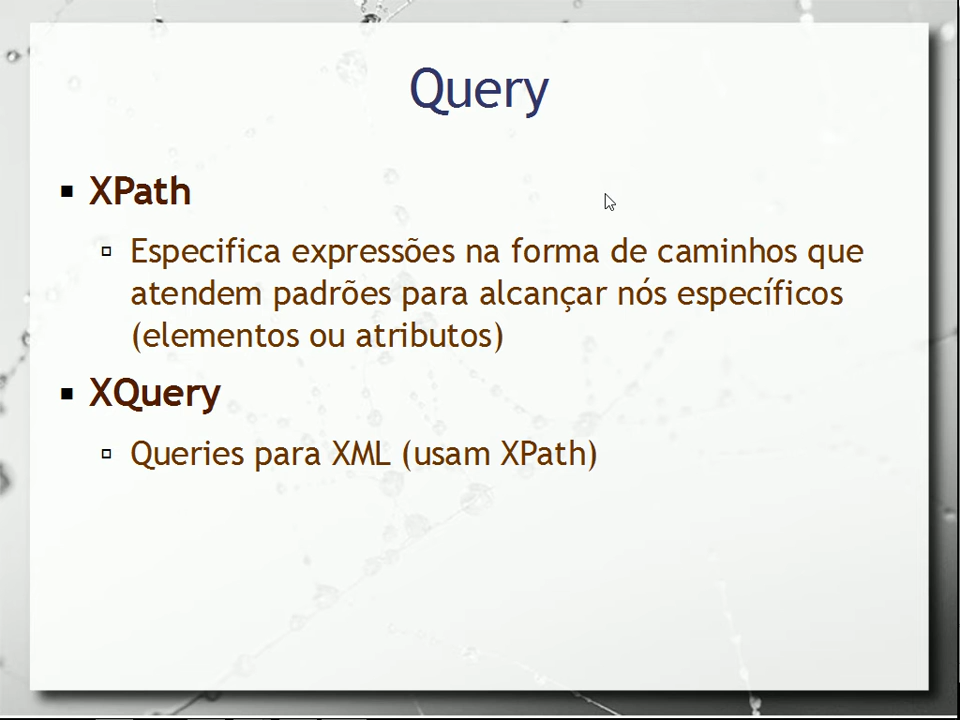 Query
XPath
Especifica expressões na forma de caminhos que
atendem padrões para alcançar nós específicos
(elementos ou atributos)
XQuery
Queries para XML (usam XPath)